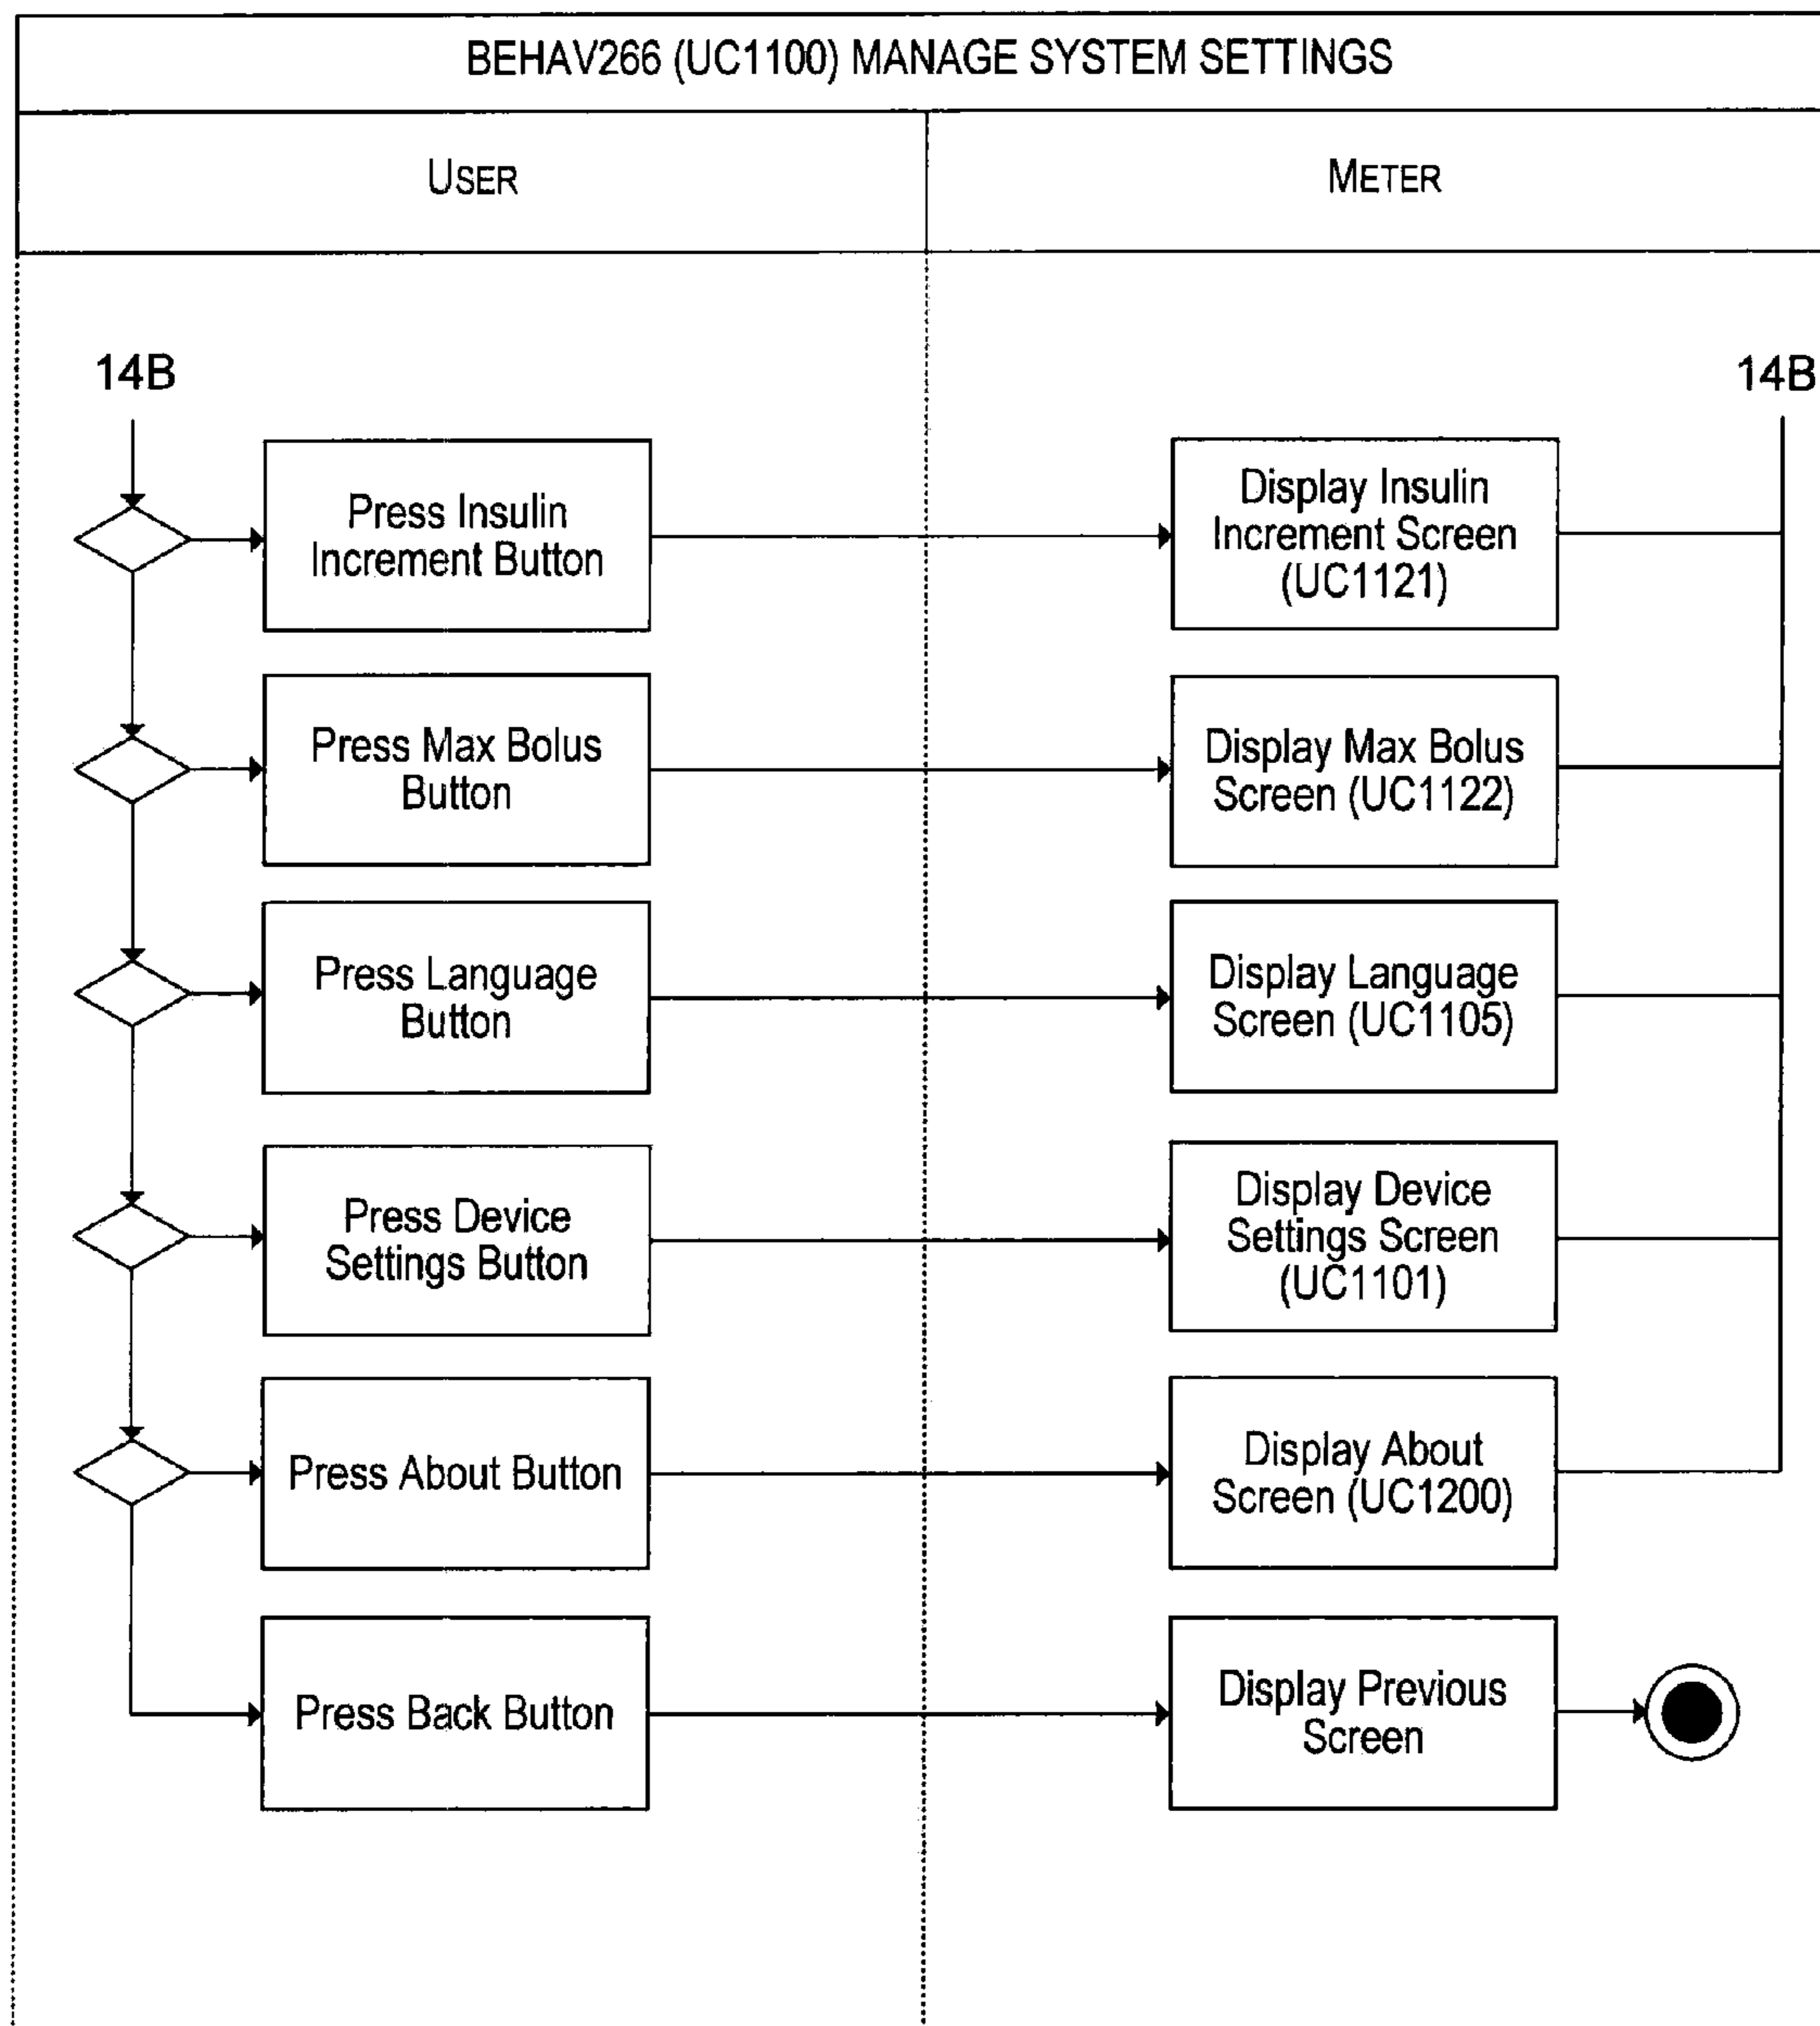 BEHAV266 (UC1100) MANAGE SYSTEM SETTINGS
USER
METER
14B
14B
Press Insulin
Increment Button
Display Insulin
Increment Screen
(UC1121)
Press Max Bolus
Button
Display Max Bolus
Screen (UC1122)
Press Language
Button
Display Language
Screen (UC1105)
Press Device
Settings Button
Display Device
Settings Screen
(UC1101)
Press About Button
Display About
Screen (UC1200)
Press Back Button
Display Previous
Screen